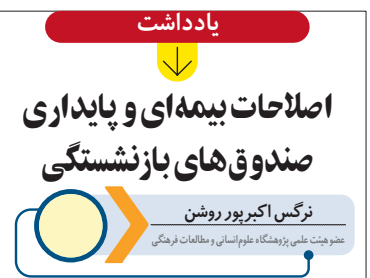 یادداشت
اصلاحات بیمه‌ای و پایداری
صندوق‌های بازنشستگی
نرگس اکبرپور روشن
عضو هیئت علمی پژوهشگاه علوم انسانی و مطالعات فرهنگی